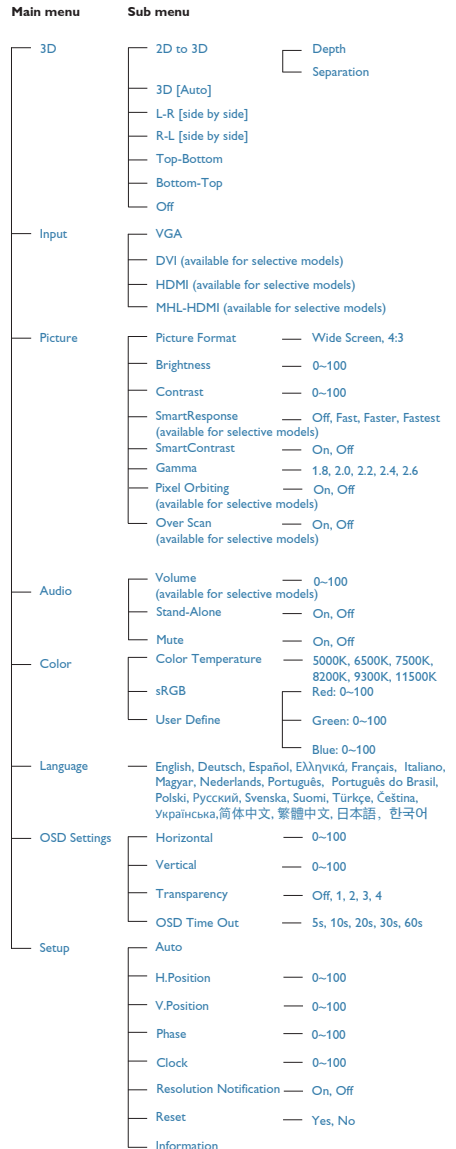 Main menu Sub menu
3D 2D to 3D Depth
Separation
3D [Auto]
L-R [side by side]
R-L [side by side]
Top-Bottom
Bottom-Top
Off
Input VGA
DVI (available for selective models)
HDMI (available for selective models)
MHL-HDMI (available for selective models)
Picture Picture Format Wide Screen, 4:3
Brightness 0~100
Contrast 0~100
SmartResponse Off, Fast, Faster, Fastest
(available for selective models)
SmartContrast On, Off
Gamma 1.8, 2.0, 2.2, 2.4, 2.6
Pixel Orbiting On, Off
(available for selective models)
Over Scan On, Off
(available for selective models)
Audio Volume 0~100
(available for selective models)
Stand-Alone On, Off
Mute On, Off
Color Color Temperature 5000K, 6500K, 7500K,
8200K, 9300K, 11500K
sRGB Red: 0~100
User Define Green: 0~100
Blue: 0~100
Language English, Deutsch, Español, Ελληνικά, Français, Italiano,
Magyar, Nederlands, Português, Português do Brasil,
Polski, Русский, Svenska, Suomi, Türkçe, Čeština,
Українська,简体中文, 繁體中文, 日本語, 한국어
OSD Settings Horizontal 0~100
Vertical 0~100
Transparency Off, 1, 2, 3, 4
OSD Time Out 5s, 10s, 20s, 30s, 60s
Setup Auto
H.Position 0~100
V.Position 0~100
Phase 0~100
Clock 0~100
Resolution Notification On, Off
Reset Yes, No
Information